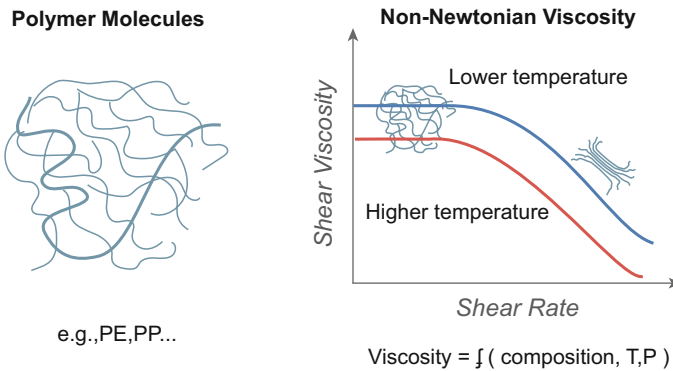 Polymer Molecules
Non-Newtonian Viscosity
Lower temperature
Shear Viscosity
Higher temperature
Shear Rate
e.g.,PE,PP...
Viscosity = ƒ ( composition, T,P )